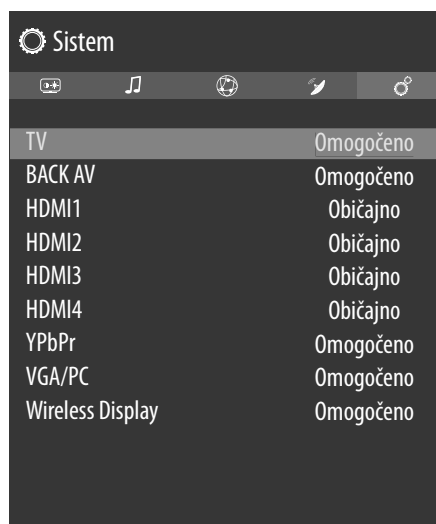 Sistem
TV Omogočeno
BACK AV Omogočeno
HDMI1 Običajno
HDMI2 Običajno
HDMI3 Običajno
HDMI4 Običajno
YPbPr Omogočeno
VGA/PC Omogočeno
Wireless Display Omogočeno